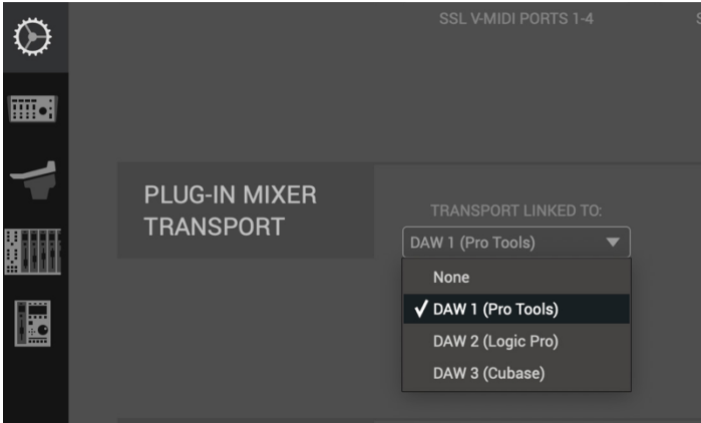 SSL V-MIDI PORTS 1-4
S
PLUG-IN MIXER
TRANSPORT
TRANSPORT LINKED TO:
DAW 1 (Pro Tools)
None
DAW 1 (Pro Tools)
DAW 2 (Logic Pro)
DAW 3 (Cubase)